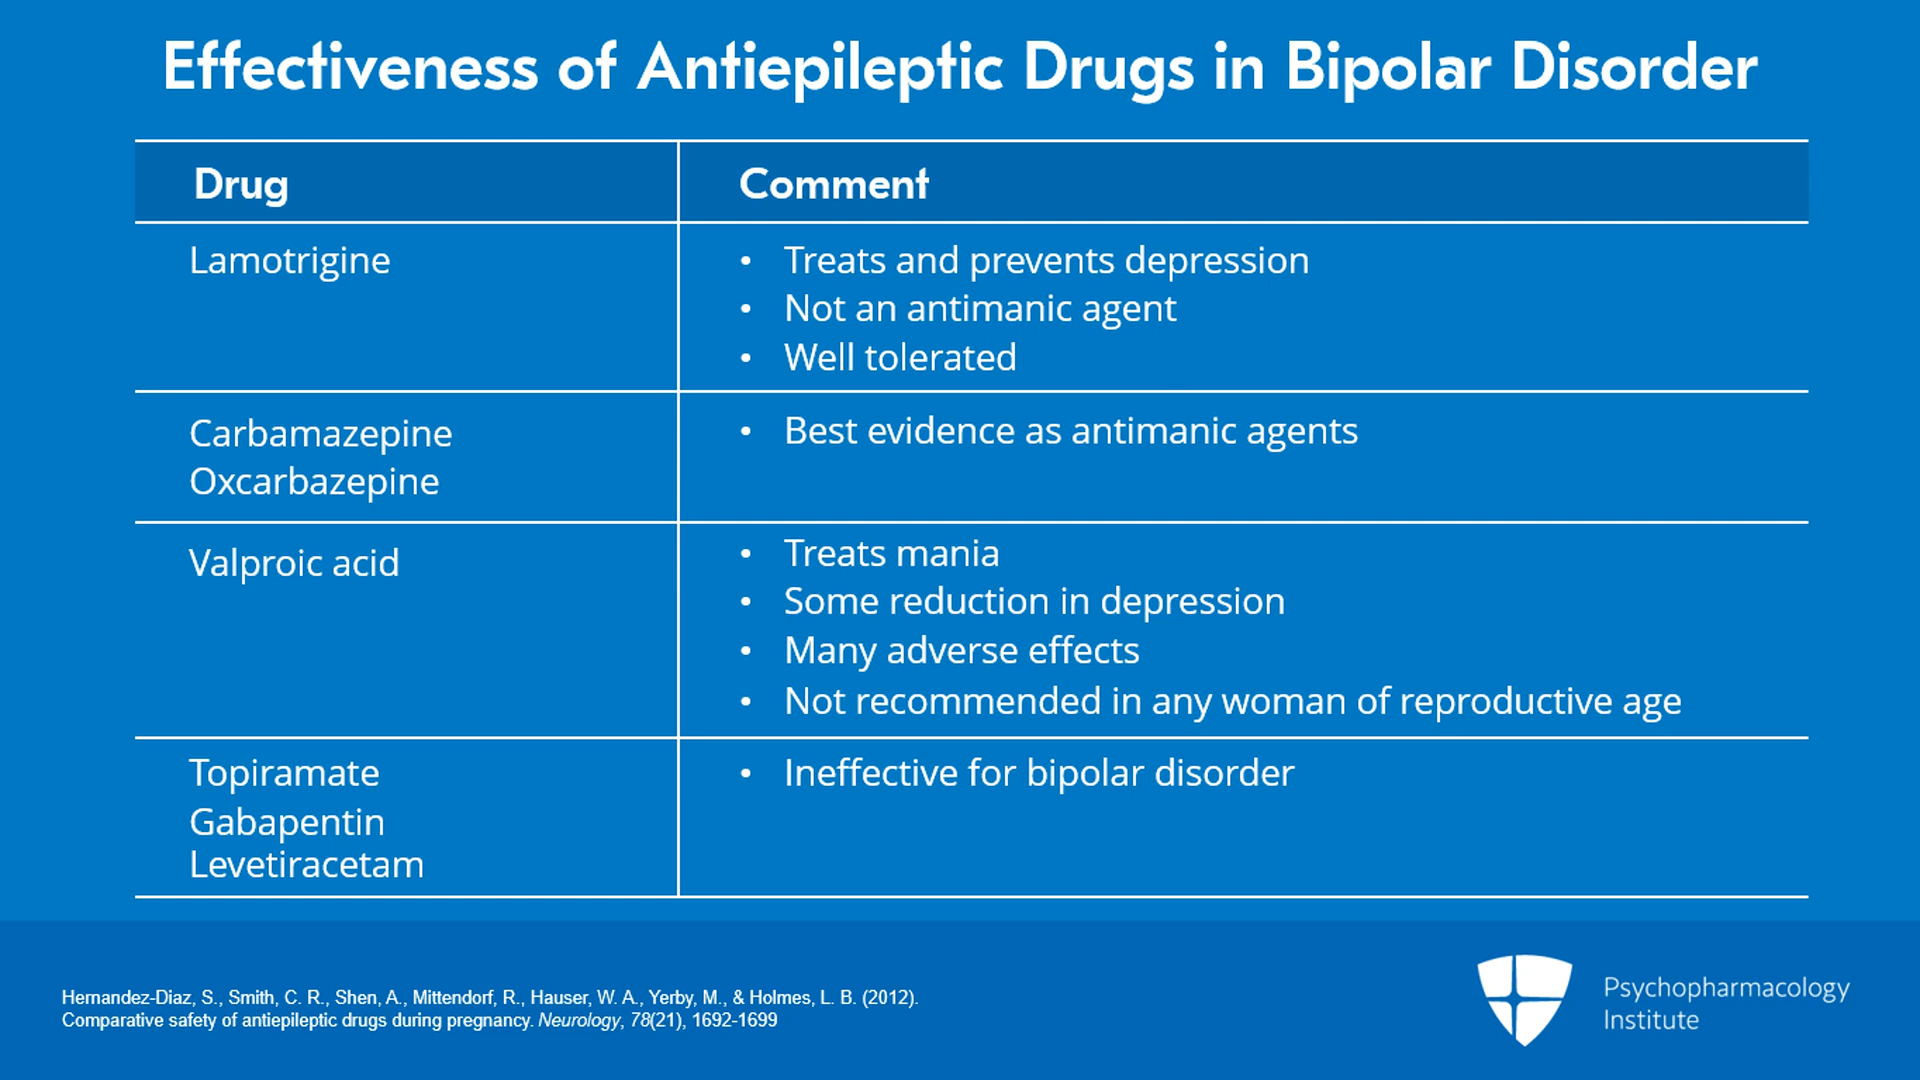 Effectiveness of Antiepileptic Drugs in Bipolar Disorder
Drug
Comment
Lamotrigine
• Treats and prevents depression
• Not an antimanic agent
• Well tolerated
Carbamazepine
Oxcarbazepine
• Best evidence as antimanic agents
Valproic acid
• Treats mania
• Some reduction in depression
• Many adverse effects
• Not recommended in any woman of reproductive age
Topiramate
Gabapentin
Levetiracetam
• Ineffective for bipolar disorder
Hernandez-Diaz, S., Smith, C. R., Shen, A., Mittendorf, R., Hauser, W. A., Yerby, M., & Holmes, L. B. (2012).
Comparative safety of antiepileptic drugs during pregnancy. Neurology, 78(21), 1692-1699
Psychopharmacology
Institute